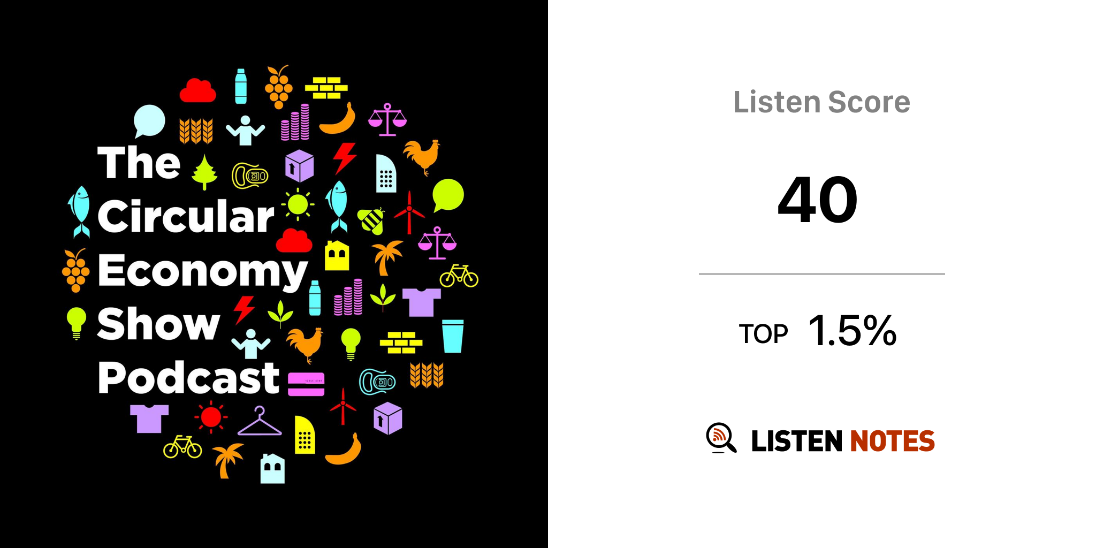 The
Circular
Economy
Show
Podcast
Listen Score
40
TOP 1.5%
LISTEN NOTES